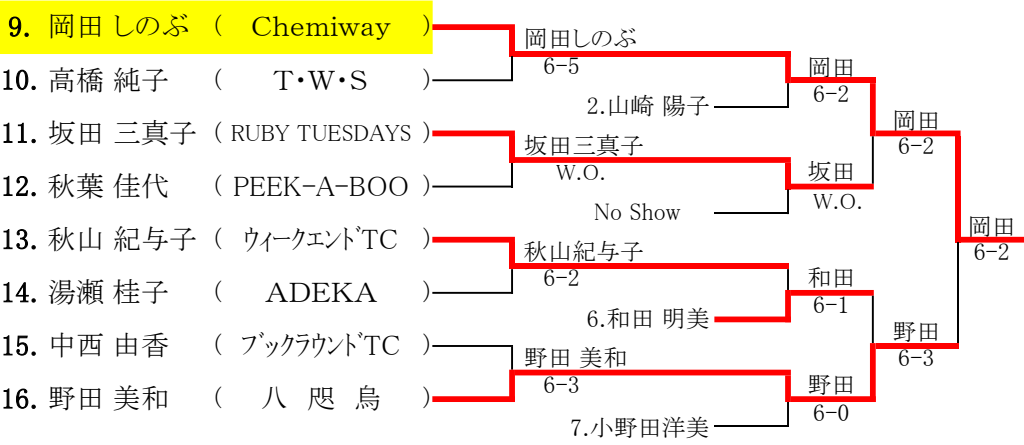 9. 岡田 しのぶ ( Chemiway )
10. 高橋 純子 ( T・W・S )
11. 坂田 三真子 ( RUBY TUESDAYS )
12. 秋葉 佳代 ( PEEK-A-BOO )
13. 秋山 紀与子 ( ウィークエンドTC )
14. 湯瀬 桂子 ( ADEKA )
15. 中西 由香 ( ブックラウンドTC )
16. 野田 美和 ( 八 咫 烏 )
岡田しのぶ
6-5
2.山崎 陽子
坂田三真子
W.O.
No Show
秋山紀与子
6-2
6.和田 明美
野田 美和
6-3
7.小野田洋美
岡田
6-2
坂田
W.O.
和田
6-1
野田
6-0
岡田
6-2
野田
6-3
岡田
6-2